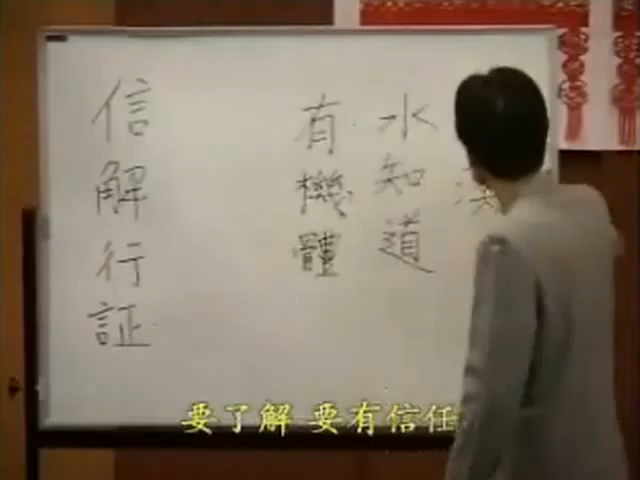 水知道
有機體
信解行証
要了解 要有信任